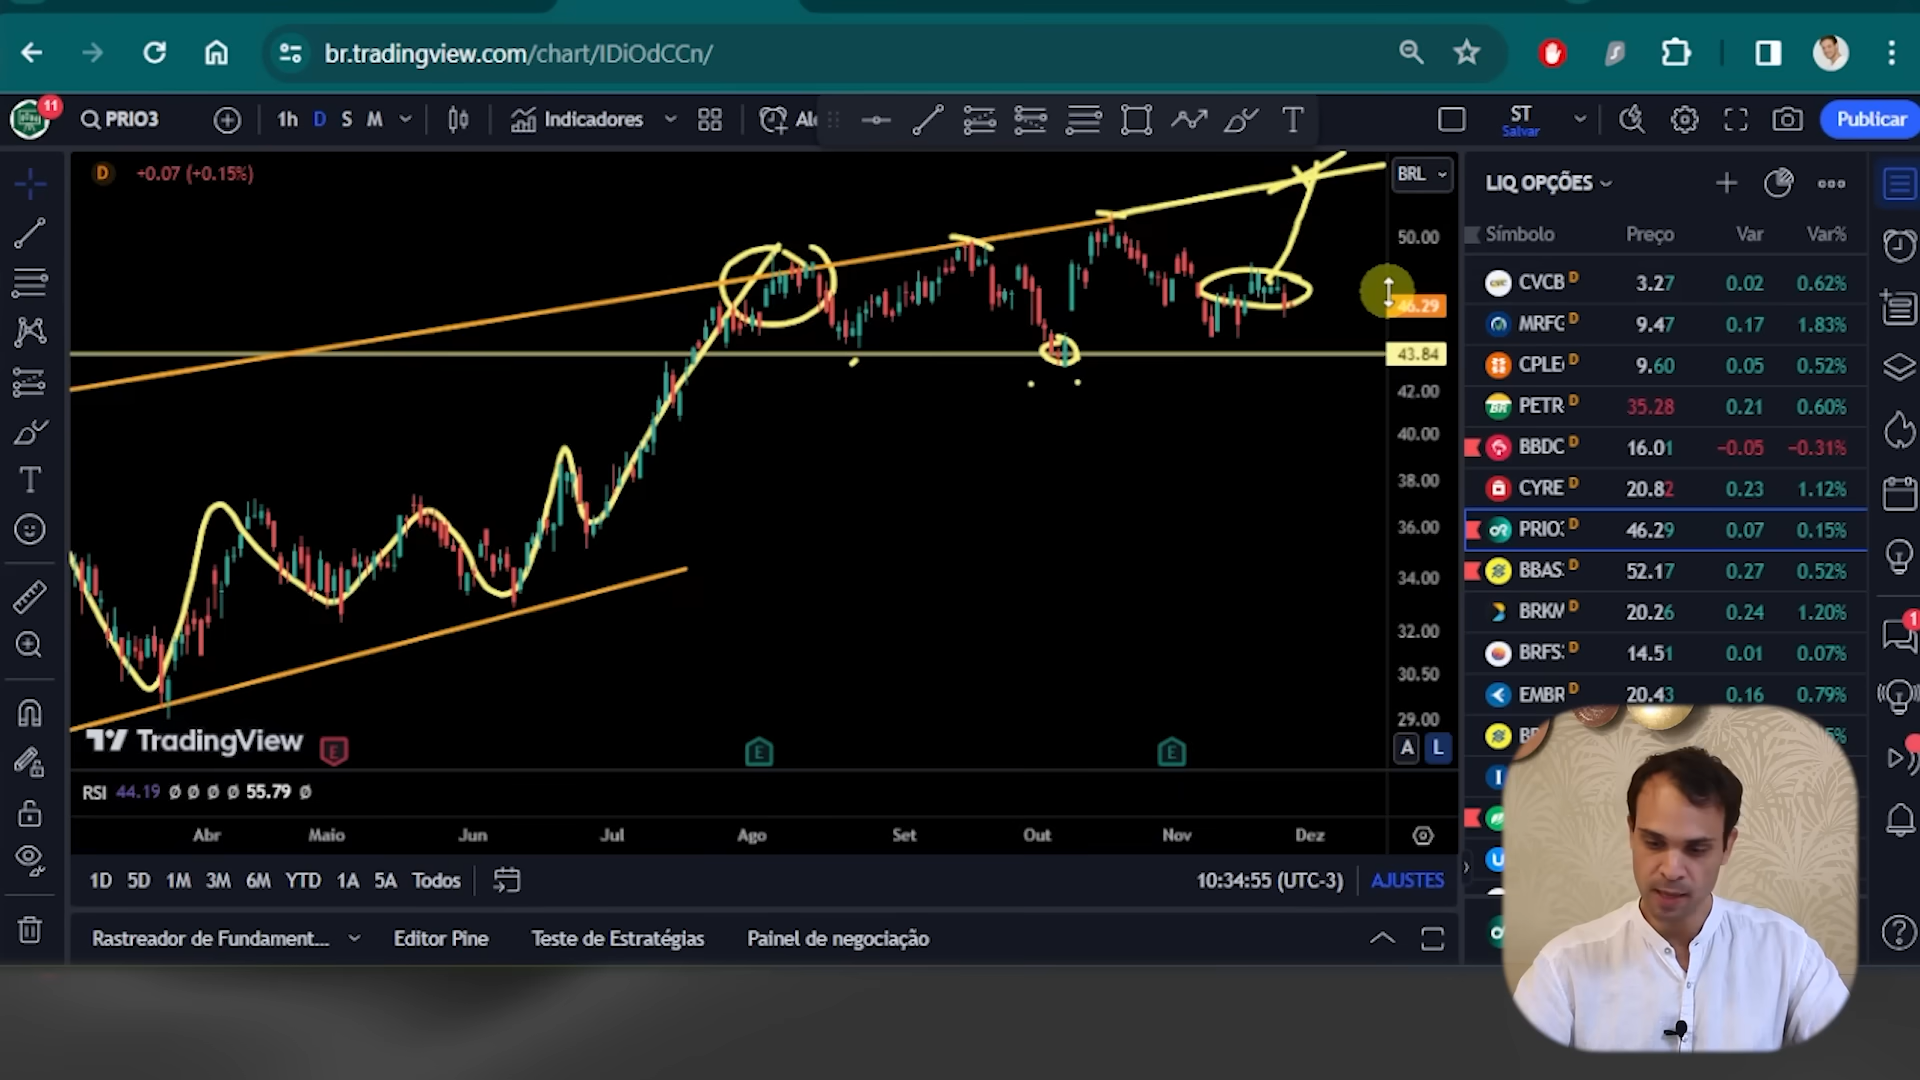 br.tradingview.com/chart/IDiOdCCn/
11
PRIO3
1h D S M
Indicadores
Ale
T
ST
Salvar
Publicar
D +0.07 (+0.15%)
BRL
LIQ OPÇÕES
Símbolo Preço Var Var%
50.00
46.29
43.84
42.00
40.00
38.00
36.00
34.00
32.00
30.50
29.00
CVCB D 3.27 0.02 0.62%
MRFG D 9.47 0.17 1.83%
CPLE D 9.60 0.05 0.52%
PETR D 35.28 0.21 0.60%
BBDC D 16.01 −0.05 −0.31%
CYRE D 20.82 0.23 1.12%
PRIO3 D 46.29 0.07 0.15%
BBAS3 D 52.17 0.27 0.52%
BRKM D 20.26 0.24 1.20%
BRFS3 D 14.51 0.01 0.07%
EMBR D 20.43 0.16 0.79%
TradingView
E
E
E
A L
RSI 44.19 Ø Ø Ø Ø 55.79 Ø
Abr Maio Jun Jul Ago Set Out Nov Dez
1D 5D 1M 3M 6M YTD 1A 5A Todos
10:34:55 (UTC-3)
AJUSTES
Rastreador de Fundament...
Editor Pine
Teste de Estratégias
Painel de negociação